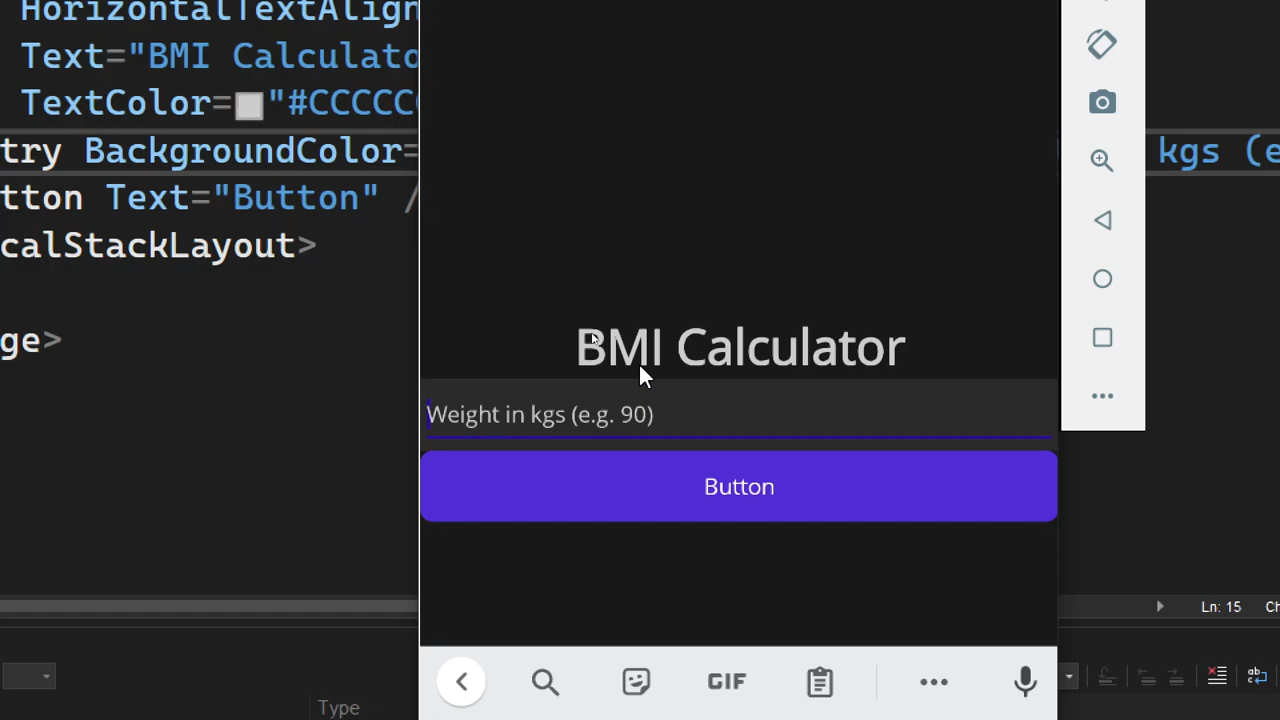 HorizontalTextAlign
Text="BMI Calculato
TextColor="#CCCCC
try BackgroundColor= kgs (e
tton Text="Button" /
calStackLayout>
ge>
BMI Calculator
Weight in kgs (e.g. 90)
Button
Ln: 15 Ch
GIF
Type